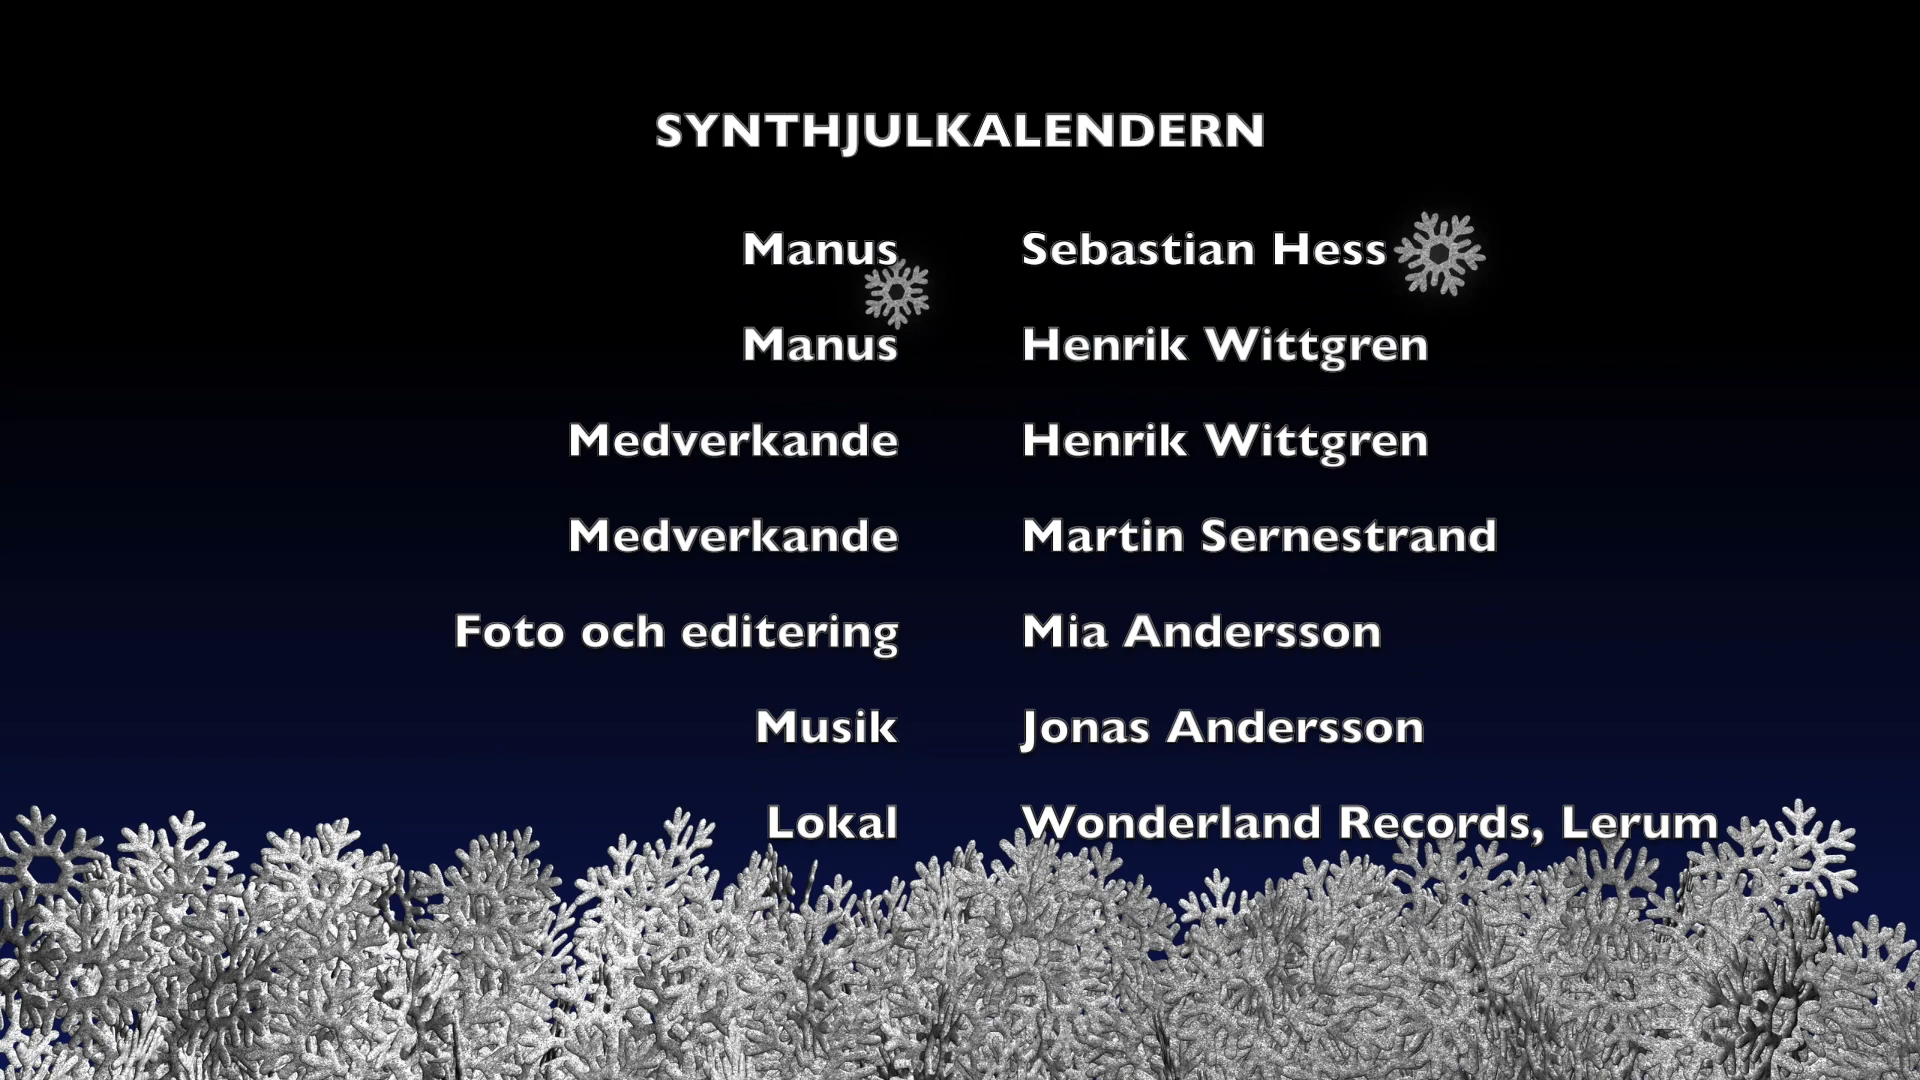 SYNTHJULKALENDERN
Manus Sebastian Hess
Manus Henrik Wittgren
Medverkande Henrik Wittgren
Medverkande Martin Sernestrand
Foto och editering Mia Andersson
Musik Jonas Andersson
Lokal Wonderland Records, Lerum